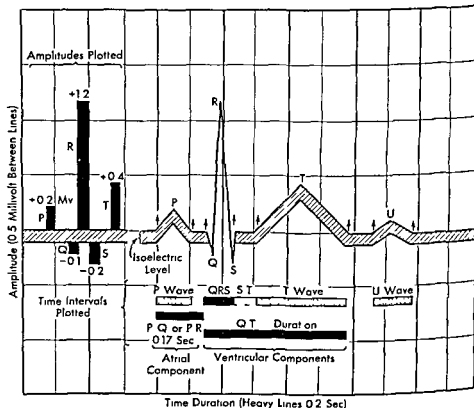 Amplitudes Plotted
+1.2
R
+0.4
+0.2 Mv
P
T
Q
-0.1
S
-0.2
Isoelectric
Level
Time Intervals
Plotted
R
P
Q
S
T
U
P Wave
QRS
S T
T Wave
U Wave
P Q or P R
0.17 Sec
Q T Duration
Atrial
Component
Ventricular Components
Amplitude (0.5 Millivolt Between Lines)
Time Duration (Heavy Lines 0.2 Sec)